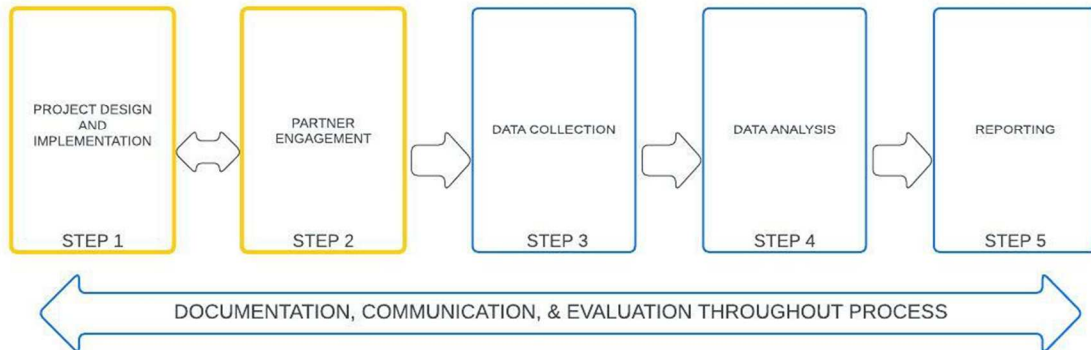 PROJECT DESIGN
AND
IMPLEMENTATION
STEP 1
PARTNER
ENGAGEMENT
STEP 2
DATA COLLECTION
STEP 3
DATA ANALYSIS
STEP 4
REPORTING
STEP 5
DOCUMENTATION, COMMUNICATION, & EVALUATION THROUGHOUT PROCESS